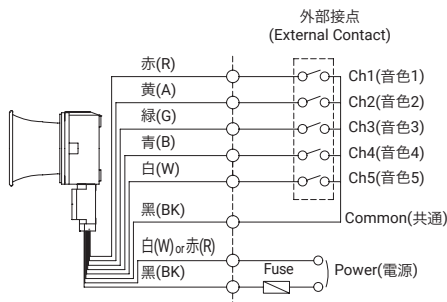 外部接点
(External Contact)
赤(R)
Ch1(音色1)
黄(A)
Ch2(音色2)
緑(G)
Ch3(音色3)
青(B)
Ch4(音色4)
白(W)
Ch5(音色5)
黒(BK)
Common(共通)
白(W)or赤(R)
Fuse
Power(電源)
黒(BK)